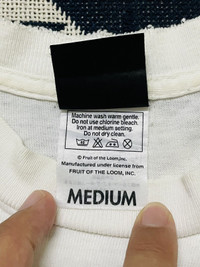 Machine wash warm gentle.
Do not use chlorine bleach.
Iron at medium setting.
Do not dry clean.
© Fruit of the Loom, Inc.
Manufactured under license from
FRUIT OF THE LOOM, INC.
MEDIUM